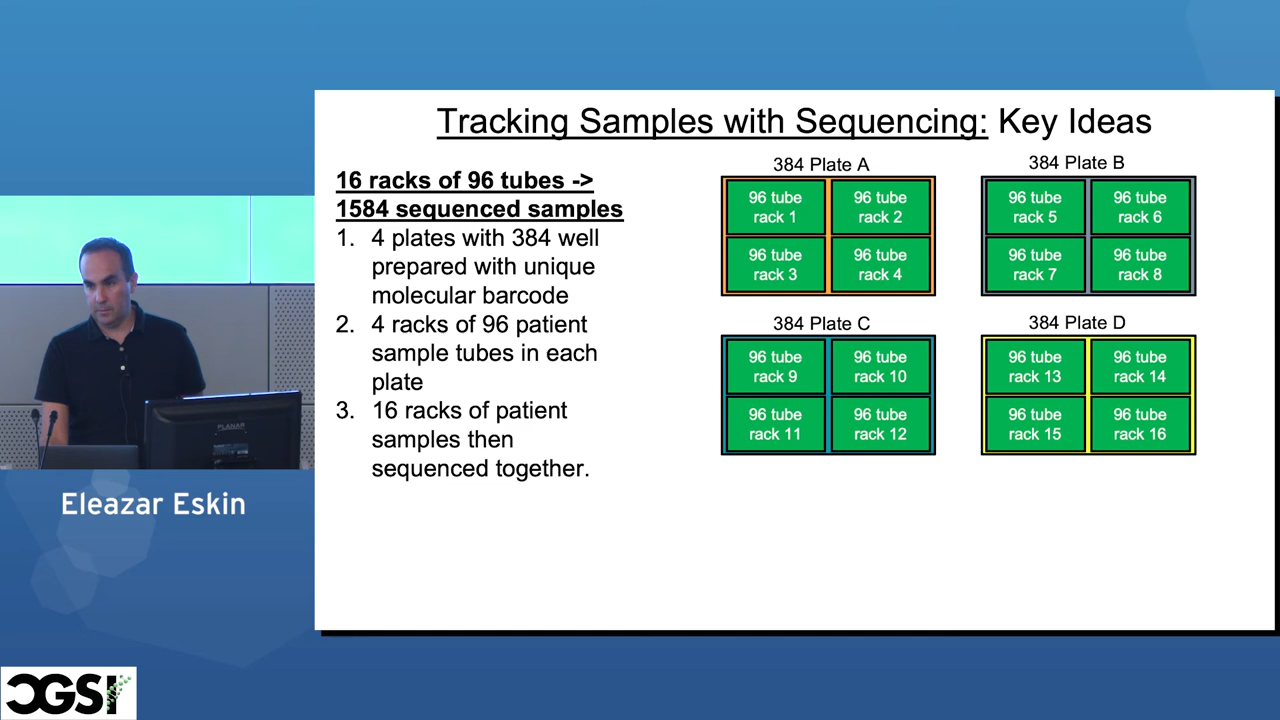 Tracking Samples with Sequencing: Key Ideas
16 racks of 96 tubes ->
1584 sequenced samples
1. 4 plates with 384 well
prepared with unique
molecular barcode
2. 4 racks of 96 patient
sample tubes in each
plate
3. 16 racks of patient
samples then
sequenced together.
384 Plate A
96 tube
rack 1
96 tube
rack 2
96 tube
rack 3
96 tube
rack 4
384 Plate B
96 tube
rack 5
96 tube
rack 6
96 tube
rack 7
96 tube
rack 8
384 Plate C
96 tube
rack 9
96 tube
rack 10
96 tube
rack 11
96 tube
rack 12
384 Plate D
96 tube
rack 13
96 tube
rack 14
96 tube
rack 15
96 tube
rack 16
PLANAR
Eleazar Eskin
CGSI